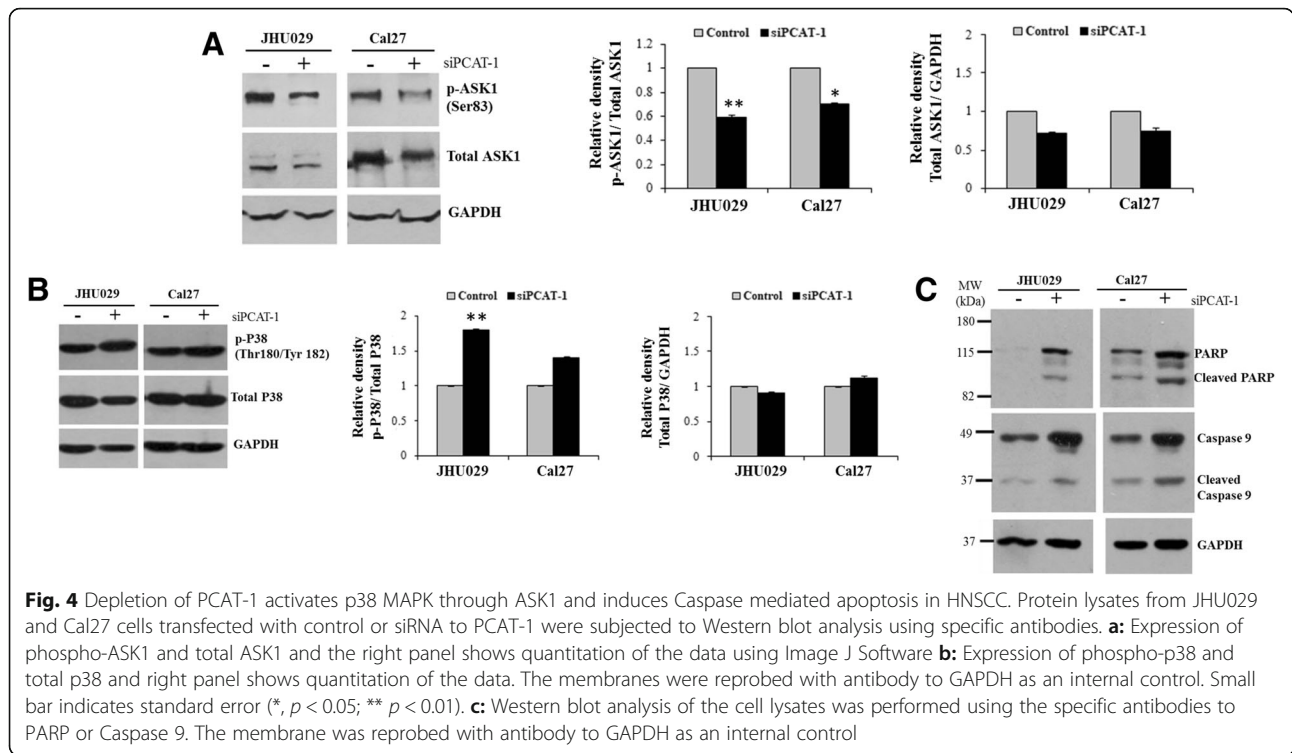 A
JHU029 Cal27
- + - + siPCAT-1
p-ASK1
(Ser83)
Total ASK1
GAPDH
Control siPCAT-1
Relative density
p-ASK1/ Total ASK1
1.2
1
0.8
0.6
0.4
0.2
0
** *
JHU029 Cal27
Control siPCAT-1
Relative density
Total ASK1/ GAPDH
2
1.5
1
0.5
0
JHU029 Cal27
B
JHU029 Cal27
siPCAT-1
- + - +
p-P38
(Thr180/Tyr 182)
Total P38
GAPDH
Control siPCAT-1
Relative density
p-P38/ Total P38
2
1.5
1
0.5
0
**
JHU029 Cal27
Control siPCAT-1
Relative density
Total P38/ GAPDH
2
1.5
1
0.5
0
JHU029 Cal27
C
MW
(kDa)
JHU029 Cal27
- + - + siPCAT-1
180
115
82
49
37
37
PARP
Cleaved PARP
Caspase 9
Cleaved
Caspase 9
GAPDH
Fig. 4 Depletion of PCAT-1 activates p38 MAPK through ASK1 and induces Caspase mediated apoptosis in HNSCC. Protein lysates from JHU029
and Cal27 cells transfected with control or siRNA to PCAT-1 were subjected to Western blot analysis using specific antibodies. a: Expression of
phospho-ASK1 and total ASK1 and the right panel shows quantitation of the data using Image J Software b: Expression of phospho-p38 and
total p38 and right panel shows quantitation of the data. The membranes were reprobed with antibody to GAPDH as an internal control. Small
bar indicates standard error (*, p < 0.05; ** p < 0.01). c: Western blot analysis of the cell lysates was performed using the specific antibodies to
PARP or Caspase 9. The membrane was reprobed with antibody to GAPDH as an internal control